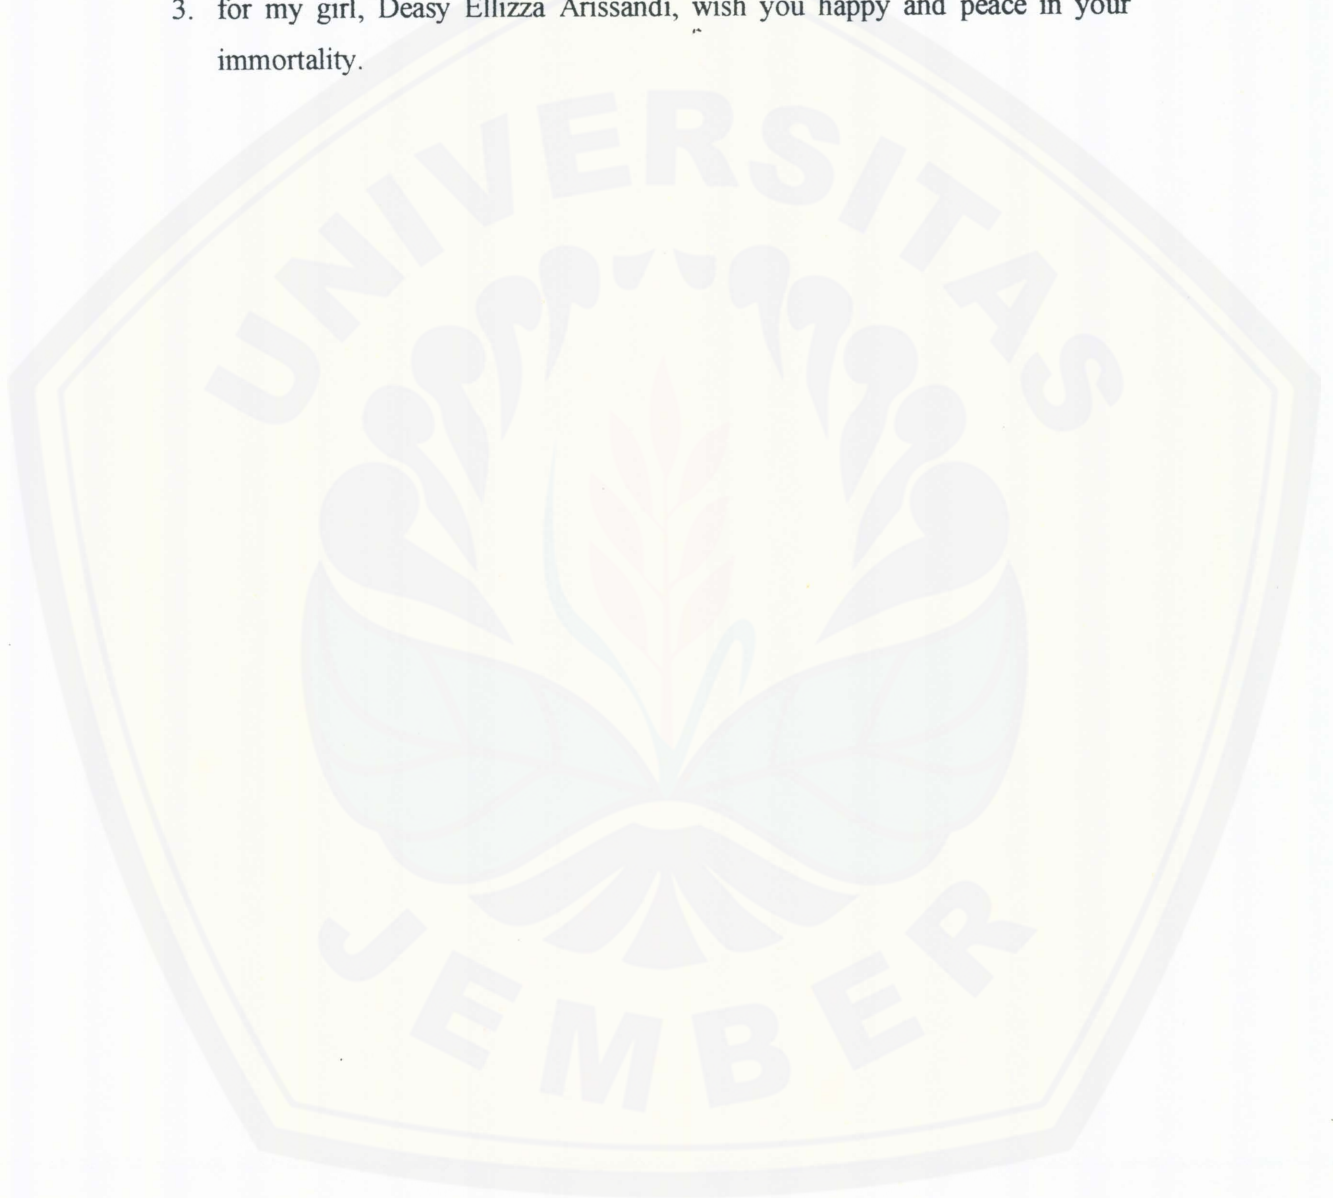 3. for my girl, Deasy Ellizza Arissandi, wish you happy and peace in your
immortality.
UNIVERSITAS
JEMBER